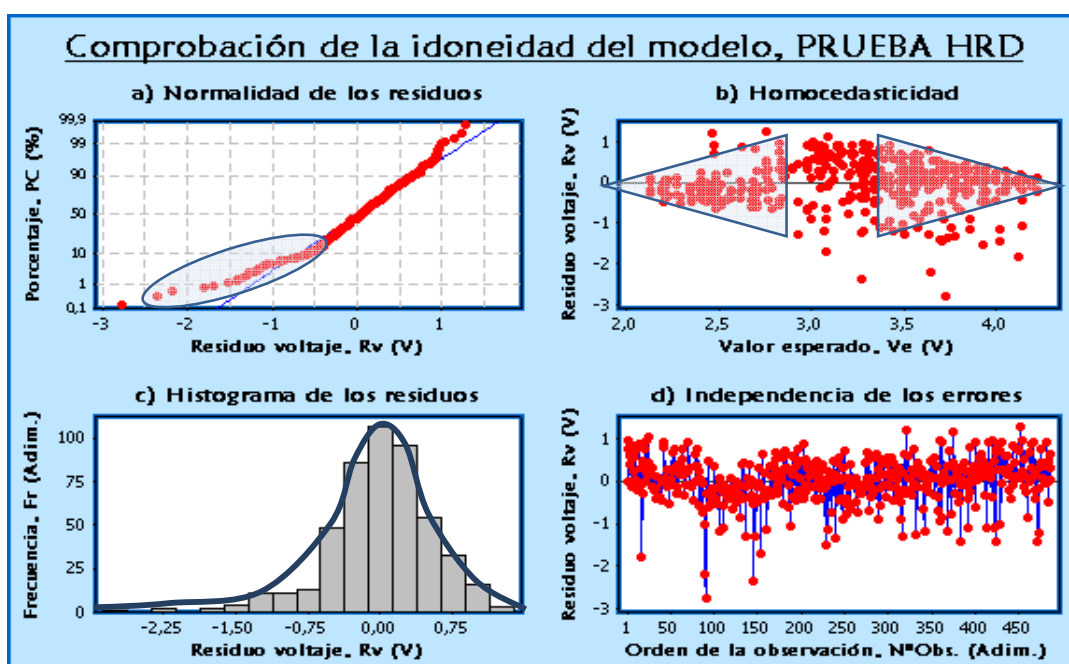 Comprobación de la idoneidad del modelo, PRUEBA HRD
a) Normalidad de los residuos
Porcentaje. PC (%)
99,9
99
90
50
10
1
0,1
-3 -2 -1 0 1
Residuo voltaje. Rv (V)
b) Homocedasticidad
Residuo voltaje. Rv (V)
1
0
-1
-2
-3
2,0 2,5 3,0 3,5 4,0
Valor esperado. Ve (V)
c) Histograma de los residuos
Frecuencia. Fr (Adim.)
100
75
50
25
0
-2,25 -1,50 -0,75 0,00 0,75
Residuo voltaje. Rv (V)
d) Independencia de los errores
Residuo voltaje. Rv (V)
1
0
-1
-2
-3
1 50 100 150 200 250 300 350 400 450
Orden de la observación. NºObs. (Adim.)